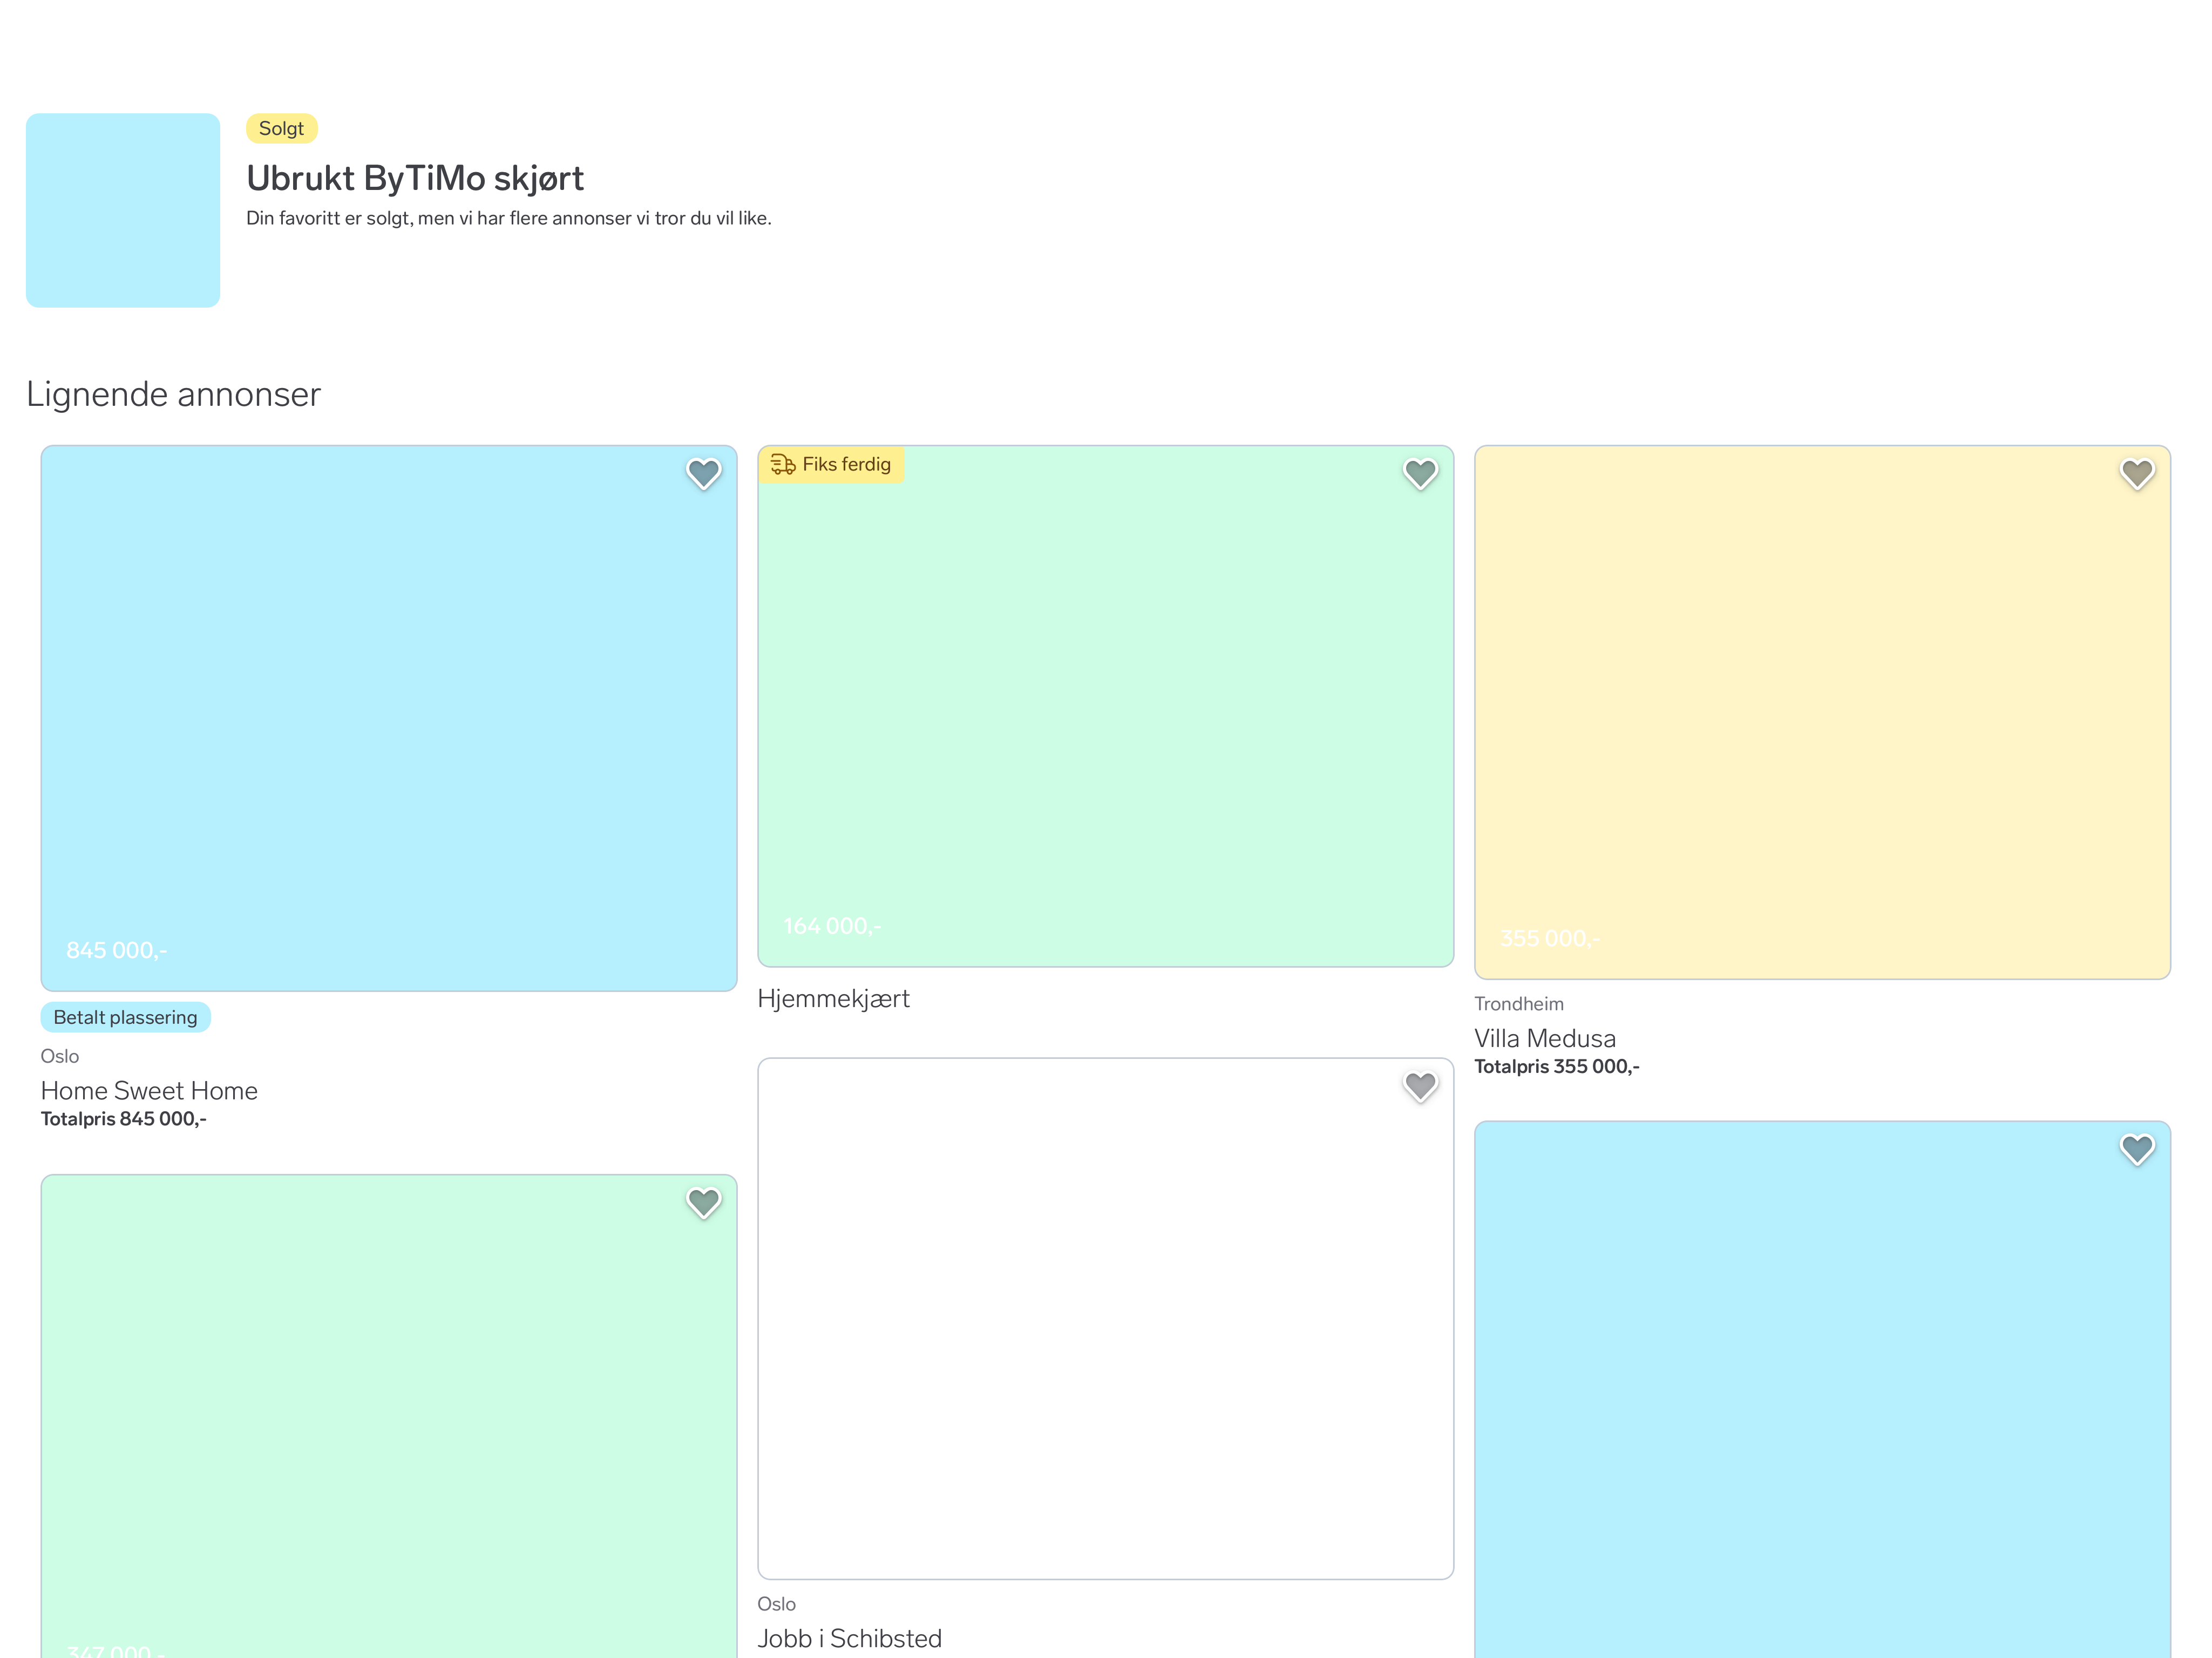 Solgt
Ubrukt ByTiMo skjørt
Din favoritt er solgt, men vi har flere annonser vi tror du vil like.
Lignende annonser
845 000,-
Betalt plassering
Oslo
Home Sweet Home
Totalpris 845 000,-
Fiks ferdig
164 000,-
Hjemmekjært
355 000,-
Trondheim
Villa Medusa
Totalpris 355 000,-
347 000,-
Oslo
Jobb i Schibsted